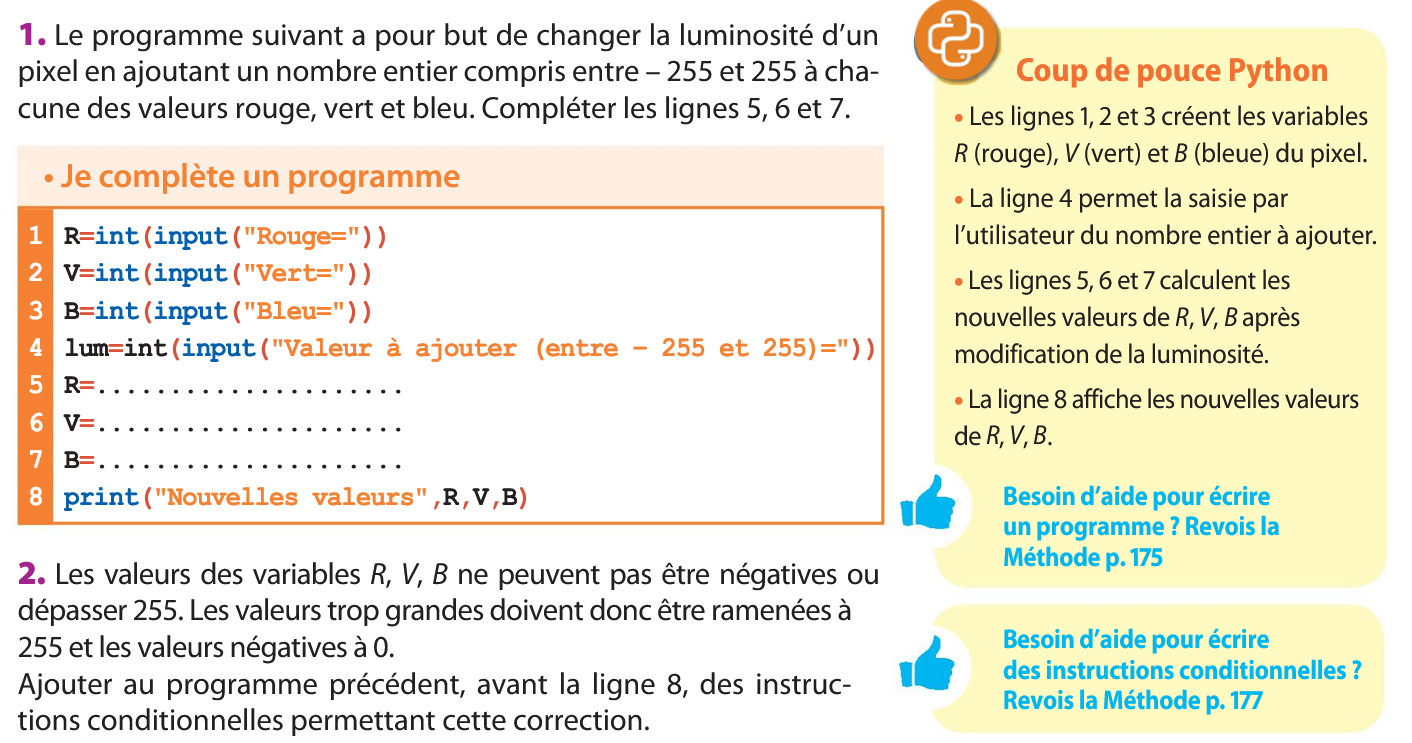 1. Le programme suivant a pour but de changer la luminosité d’un
pixel en ajoutant un nombre entier compris entre – 255 et 255 à cha-
cune des valeurs rouge, vert et bleu. Compléter les lignes 5, 6 et 7.
• Je complète un programme
1 R=int(input("Rouge="))
2 V=int(input("Vert="))
3 B=int(input("Bleu="))
4 lum=int(input("Valeur à ajouter (entre – 255 et 255)="))
5 R=.....................
6 V=.....................
7 B=.....................
8 print("Nouvelles valeurs",R,V,B)
2. Les valeurs des variables R, V, B ne peuvent pas être négatives ou
dépasser 255. Les valeurs trop grandes doivent donc être ramenées à
255 et les valeurs négatives à 0.
Ajouter au programme précédent, avant la ligne 8, des instruc-
tions conditionnelles permettant cette correction.
Coup de pouce Python
• Les lignes 1, 2 et 3 créent les variables
R (rouge), V (vert) et B (bleue) du pixel.
• La ligne 4 permet la saisie par
l’utilisateur du nombre entier à ajouter.
• Les lignes 5, 6 et 7 calculent les
nouvelles valeurs de R, V, B après
modification de la luminosité.
• La ligne 8 affiche les nouvelles valeurs
de R, V, B.
Besoin d’aide pour écrire
un programme ? Revois la
Méthode p. 175
Besoin d’aide pour écrire
des instructions conditionnelles ?
Revois la Méthode p. 177